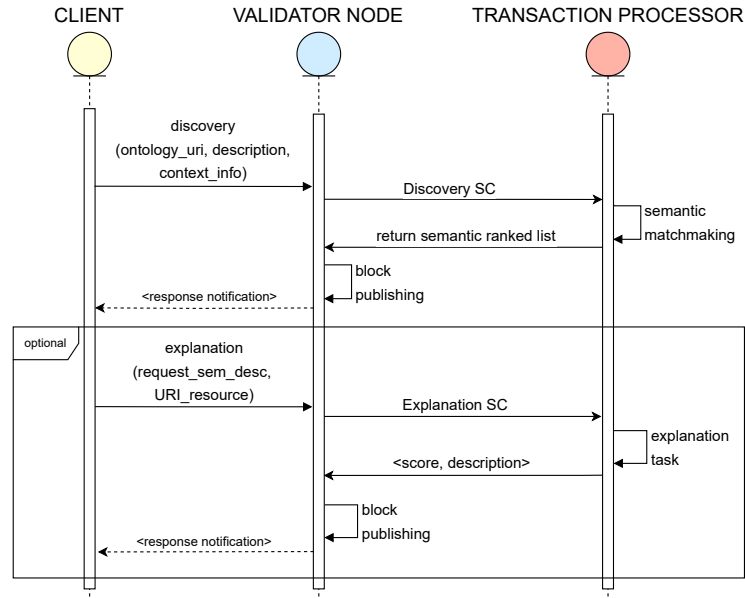 CLIENT
VALIDATOR NODE
TRANSACTION PROCESSOR
discovery
(ontology_uri, description,
context_info)
Discovery SC
semantic
matchmaking
return semantic ranked list
block
publishing
<response notification>
optional
explanation
(request_sem_desc,
URI_resource)
Explanation SC
explanation
task
<score, description>
block
publishing
<response notification>